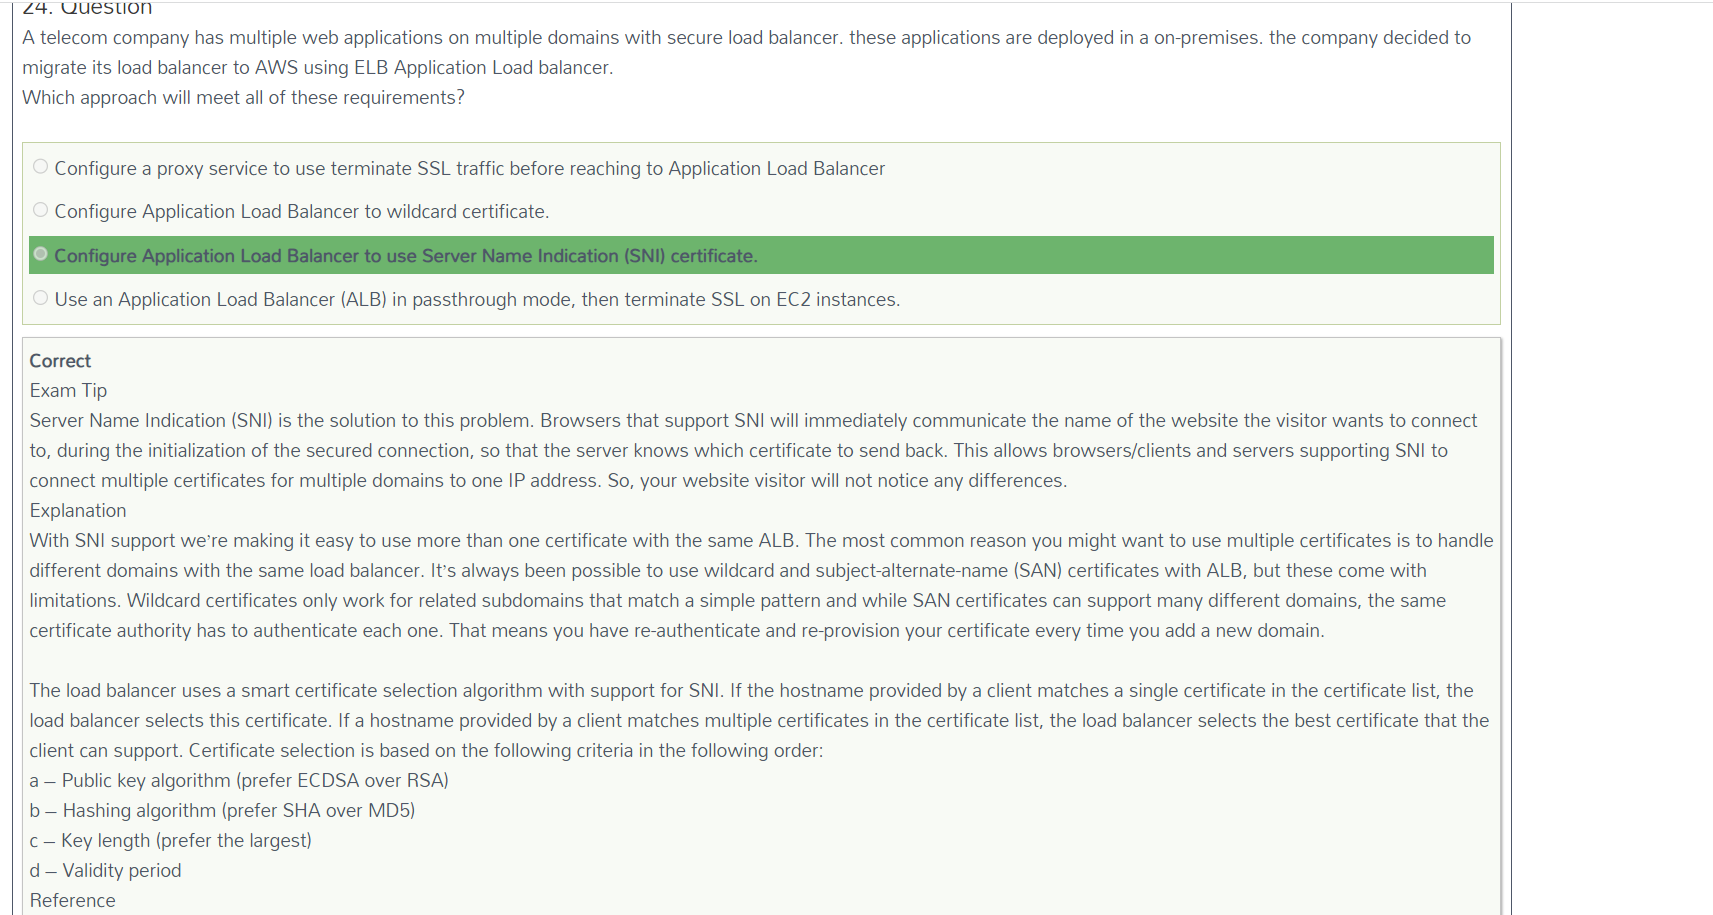 24. Question
A telecom company has multiple web applications on multiple domains with secure load balancer. these applications are deployed in a on-premises. the company decided to
migrate its load balancer to AWS using ELB Application Load balancer.
Which approach will meet all of these requirements?
Configure a proxy service to use terminate SSL traffic before reaching to Application Load Balancer
Configure Application Load Balancer to wildcard certificate.
Configure Application Load Balancer to use Server Name Indication (SNI) certificate.
Use an Application Load Balancer (ALB) in passthrough mode, then terminate SSL on EC2 instances.
Correct
Exam Tip
Server Name Indication (SNI) is the solution to this problem. Browsers that support SNI will immediately communicate the name of the website the visitor wants to connect
to, during the initialization of the secured connection, so that the server knows which certificate to send back. This allows browsers/clients and servers supporting SNI to
connect multiple certificates for multiple domains to one IP address. So, your website visitor will not notice any differences.
Explanation
With SNI support we're making it easy to use more than one certificate with the same ALB. The most common reason you might want to use multiple certificates is to handle
different domains with the same load balancer. It's always been possible to use wildcard and subject-alternate-name (SAN) certificates with ALB, but these come with
limitations. Wildcard certificates only work for related subdomains that match a simple pattern and while SAN certificates can support many different domains, the same
certificate authority has to authenticate each one. That means you have re-authenticate and re-provision your certificate every time you add a new domain.
The load balancer uses a smart certificate selection algorithm with support for SNI. If the hostname provided by a client matches a single certificate in the certificate list, the
load balancer selects this certificate. If a hostname provided by a client matches multiple certificates in the certificate list, the load balancer selects the best certificate that the
client can support. Certificate selection is based on the following criteria in the following order:
a – Public key algorithm (prefer ECDSA over RSA)
b – Hashing algorithm (prefer SHA over MD5)
c – Key length (prefer the largest)
d – Validity period
Reference